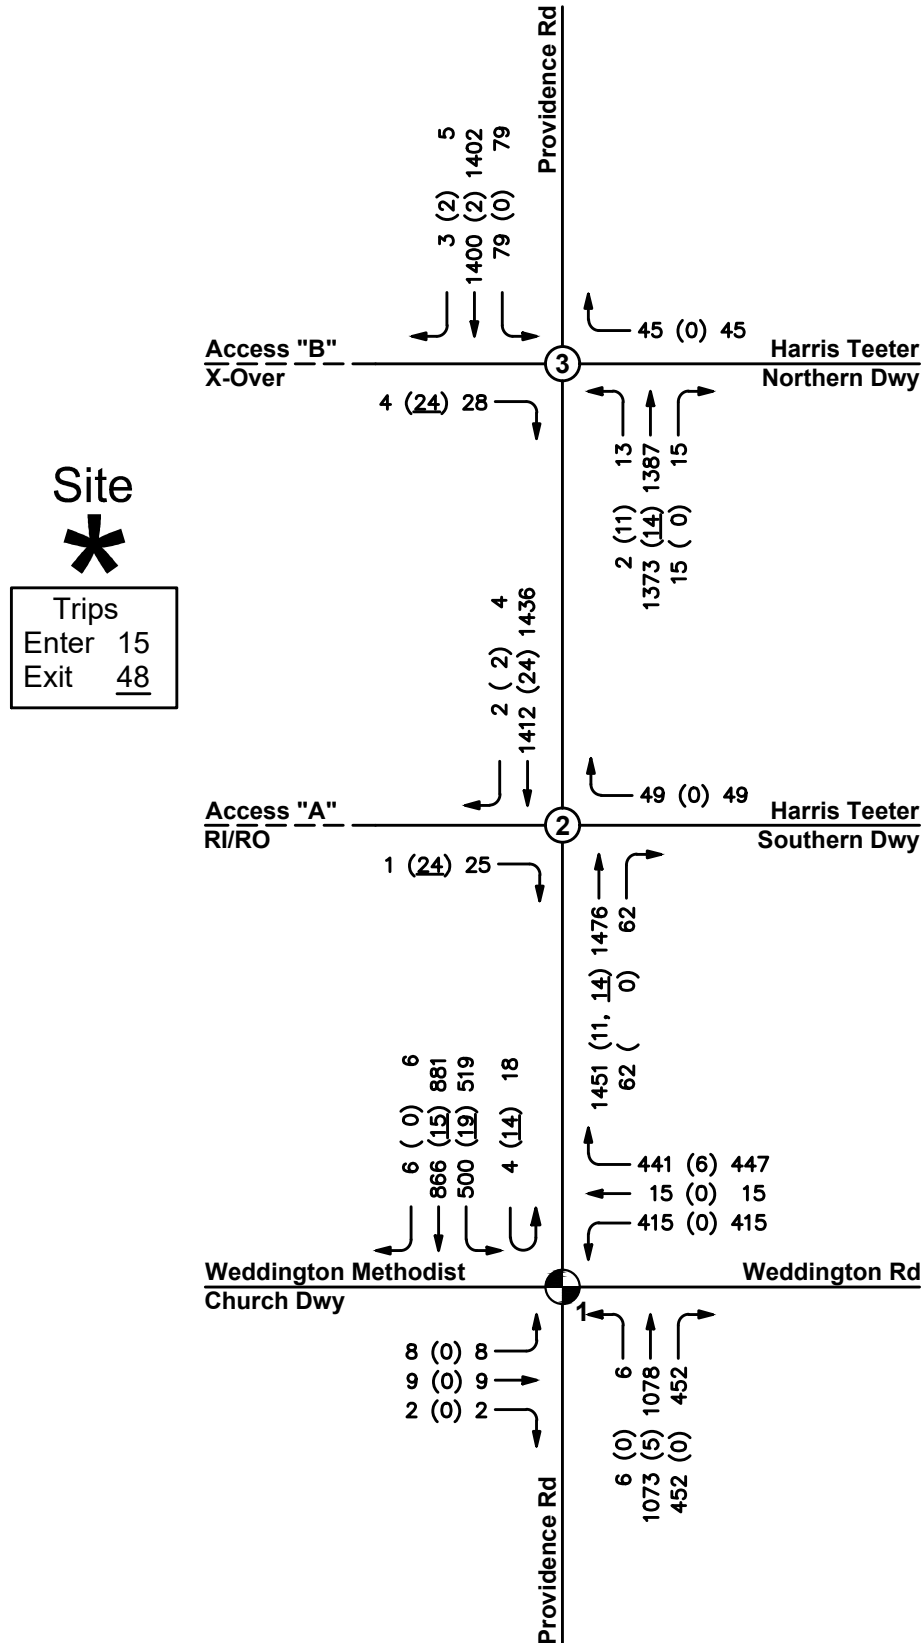 Providence Rd
3 (2) 5
1400 (2) 1402
79 (0) 79
45 (0) 45
Access "B"
X-Over
3
Harris Teeter
Northern Dwy
4 (24) 28
2 (11) 13
1373 (14) 1387
15 ( 0) 15
Site
*
Trips
Enter 15
Exit 48
2 ( 2) 4
1412 (24) 1436
49 (0) 49
Access "A"
RI/RO
2
Harris Teeter
Southern Dwy
1 (24) 25
1451 (11, 14) 1476
62 ( 0) 62
6 ( 0) 6
866 (15) 881
500 (19) 519
4 (14) 18
441 (6) 447
15 (0) 15
415 (0) 415
Weddington Methodist
Church Dwy
1
Weddington Rd
8 (0) 8
9 (0) 9
2 (0) 2
6 (0) 6
1073 (5) 1078
452 (0) 452
Providence Rd